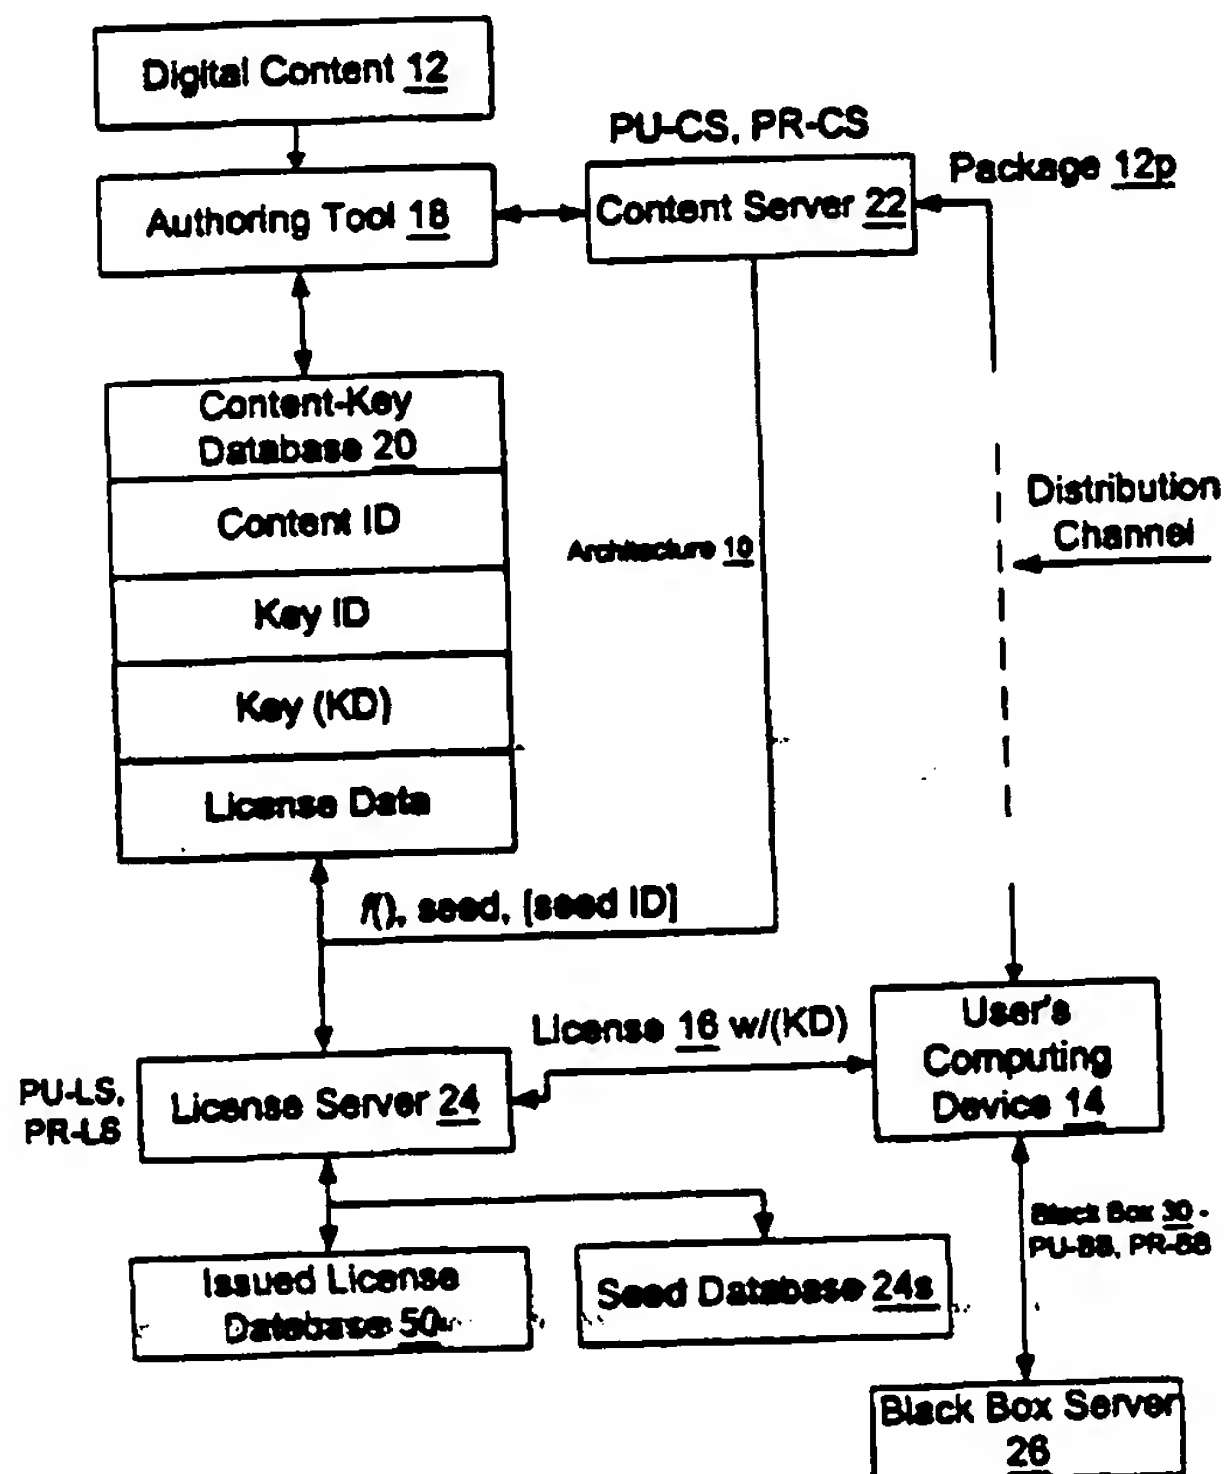 Digital Content 12
PU-CS, PR-CS
Package 12p
Authoring Tool 18
Content Server 22
Content-Key
Database 20
Content ID
Key ID
Key (KD)
License Data
Architecture 10
Distribution
Channel
f(), seed, [seed ID]
License 16 w/(KD)
User's
Computing
Device 14
PU-LS,
PR-LS
License Server 24
Black Box 30 -
PU-BB, PR-BB
Issued License
Database 50
Seed Database 24s
Black Box Server
26